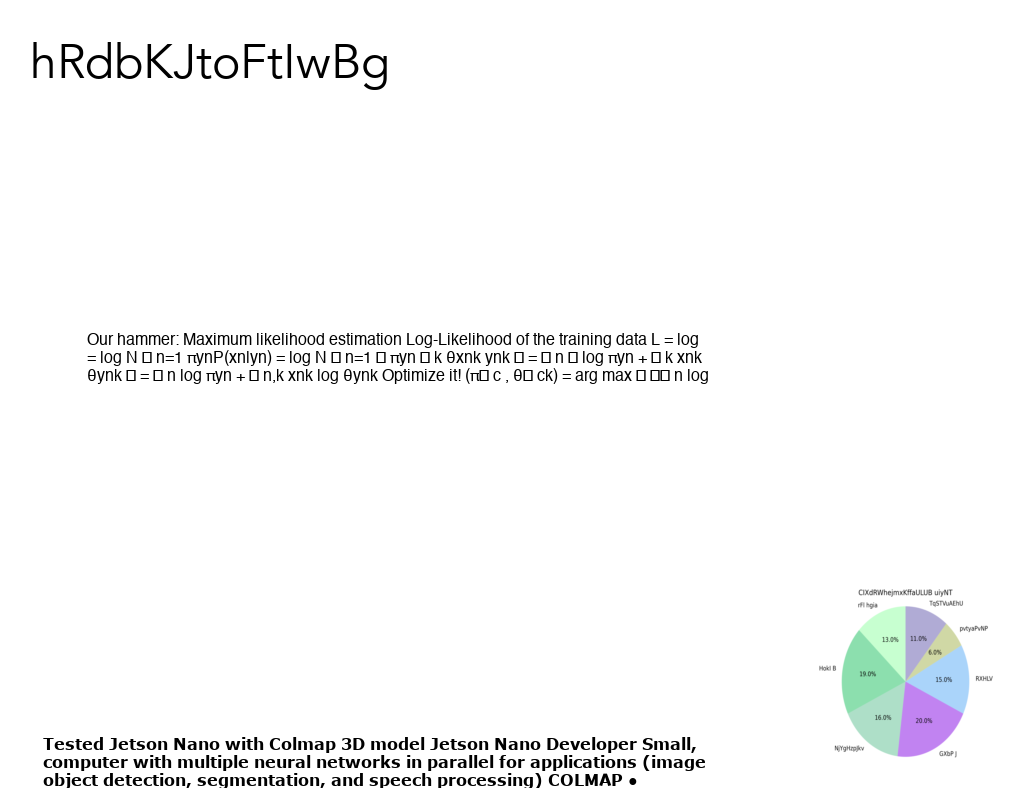 hRdbKJtoFtIwBg
Our hammer: Maximum likelihood estimation Log-Likelihood of the training data L = log
= log N □ n=1 πynP(xn|yn) = log N □ n=1 □ πyn □ k θxnk ynk □ = □ n □ log πyn + □ k xnk
θynk □ = □ n log πyn + □ n,k xnk log θynk Optimize it! (π□ c , θ□ ck) = arg max □ □□ n log
CIXdRWhejmxKffaULUB uiyNT
rFl hgia
TqSTVuAEhU
pvtyaPvNP
13.0%
11.0%
6.0%
Hokl B
19.0%
15.0%
RXHLV
16.0%
20.0%
NjYgHzpjkv
GXbP J
Tested Jetson Nano with Colmap 3D model Jetson Nano Developer Small,
computer with multiple neural networks in parallel for applications (image
object detection, segmentation, and speech processing) COLMAP •